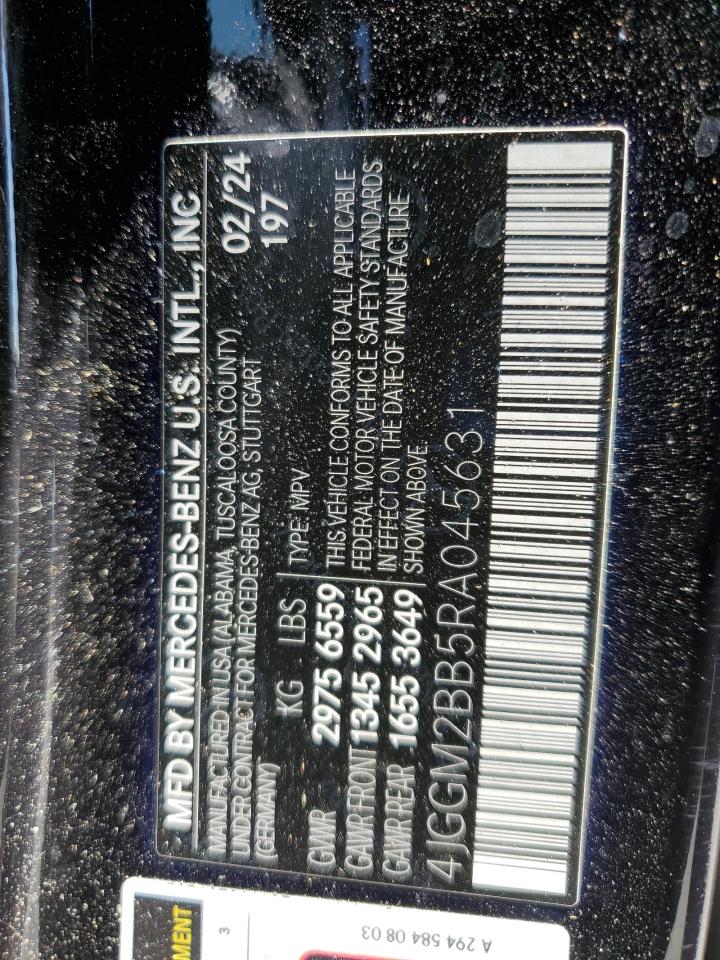 MFD BY MERCEDES-BENZ U.S. INTL., INC
MANUFACTURED IN USA (ALABAMA, TUSCALOOSA COUNTY)
UNDER CONTRACT FOR MERCEDES-BENZ AG, STUTTGART
(GERMANY)
02/24
197
KG LBS
GVWR 2975 6559
GAWR FRONT 1345 2965
GAWR REAR 1655 3649
TYPE: MPV
THIS VEHICLE CONFORMS TO ALL APPLICABLE
FEDERAL MOTOR VEHICLE SAFETY STANDARDS
IN EFFECT ON THE DATE OF MANUFACTURE
SHOWN ABOVE
4JGGM2BB5RA045631
MENT
3
A 294 584 08 03